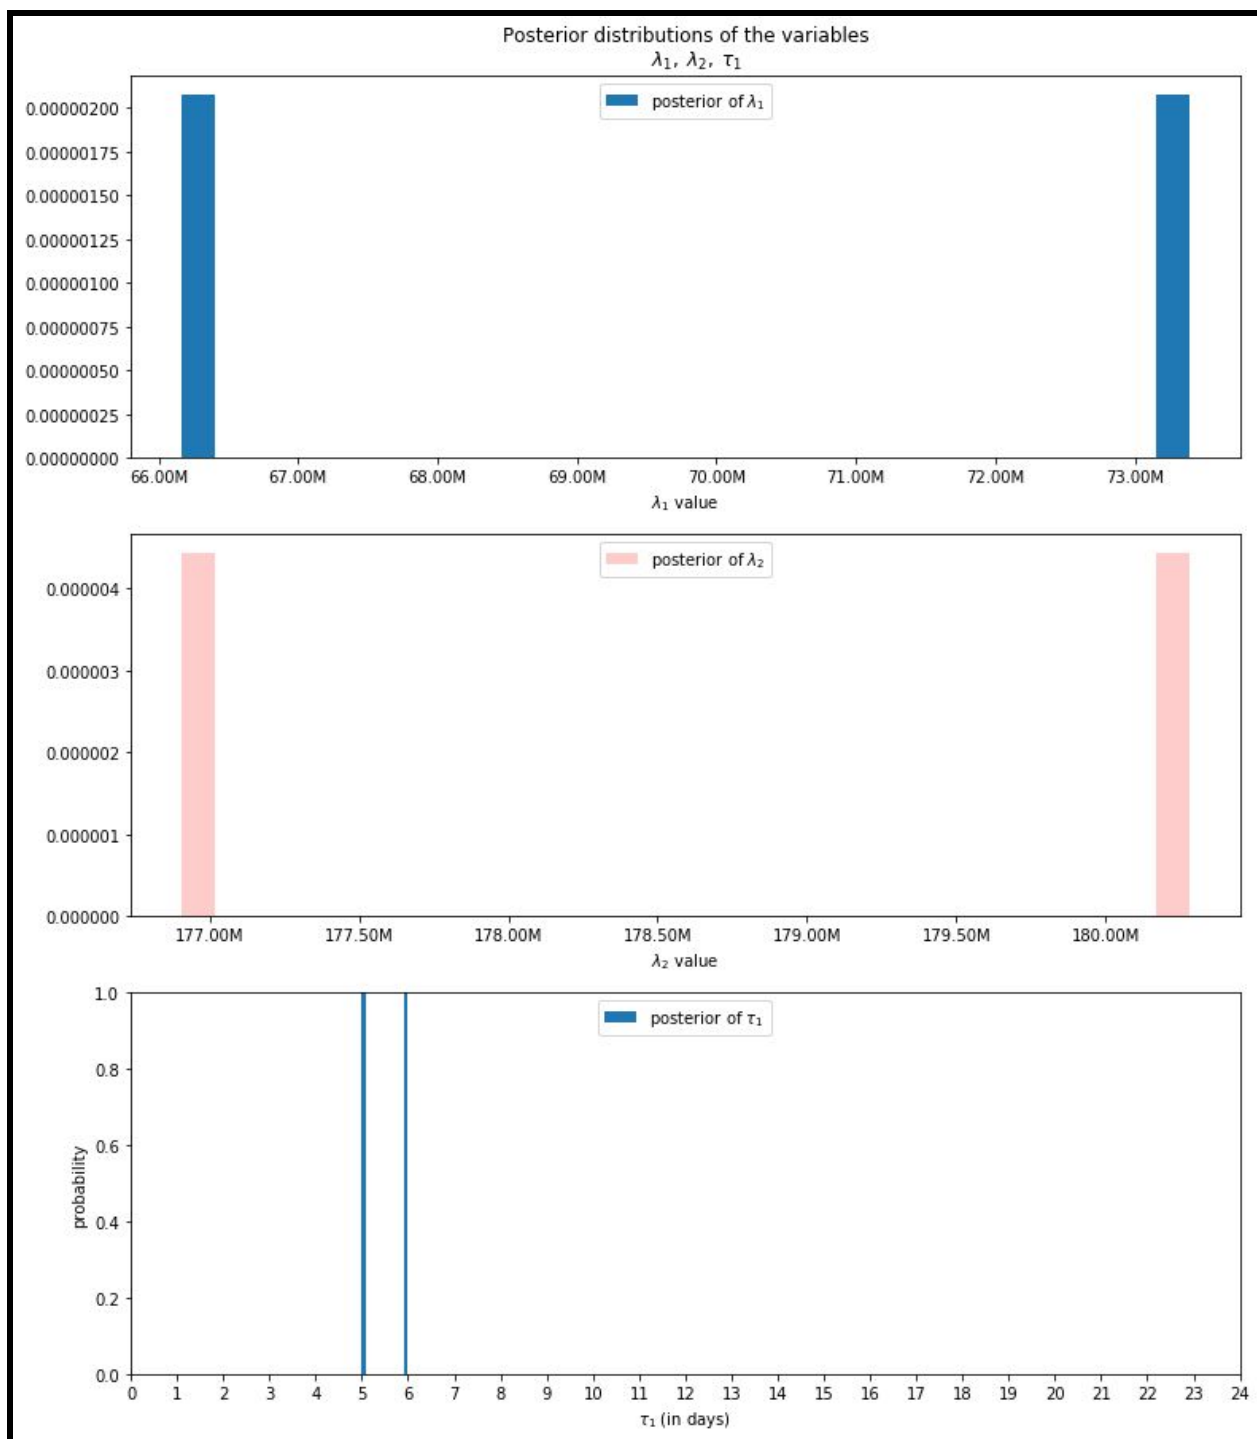 Posterior distributions of the variables
λ₁, λ₂, τ₁
posterior of λ₁
0.00000200
0.00000175
0.00000150
0.00000125
0.00000100
0.00000075
0.00000050
0.00000025
0.00000000
66.00M 67.00M 68.00M 69.00M 70.00M 71.00M 72.00M 73.00M
λ₁ value
posterior of λ₂
0.000004
0.000003
0.000002
0.000001
0.000000
177.00M 177.50M 178.00M 178.50M 179.00M 179.50M 180.00M
λ₂ value
posterior of τ₁
probability
1.0
0.8
0.6
0.4
0.2
0.0
0 1 2 3 4 5 6 7 8 9 10 11 12 13 14 15 16 17 18 19 20 21 22 23 24
τ₁ (in days)